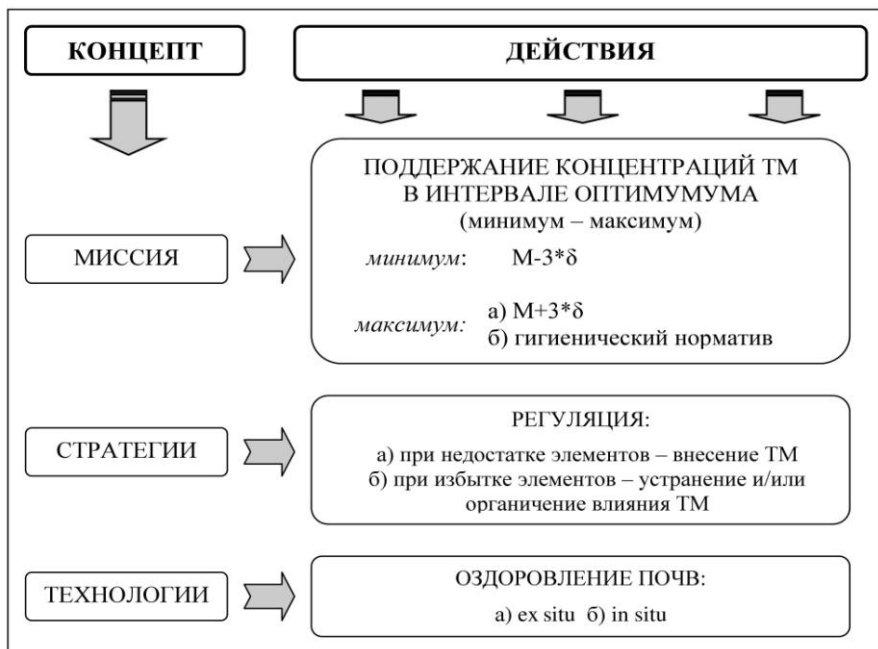 КОНЦЕПТ
ДЕЙСТВИЯ
МИССИЯ
ПОДДЕРЖАНИЕ КОНЦЕНТРАЦИЙ ТМ
В ИНТЕРВАЛЕ ОПТИМУМУМА
(минимум – максимум)
минимум: М-3*δ
максимум: а) М+3*δ
б) гигиенический норматив
СТРАТЕГИИ
РЕГУЛЯЦИЯ:
а) при недостатке элементов – внесение ТМ
б) при избытке элементов – устранение и/или
органичение влияния ТМ
ТЕХНОЛОГИИ
ОЗДОРОВЛЕНИЕ ПОЧВ:
а) ex situ б) in situ